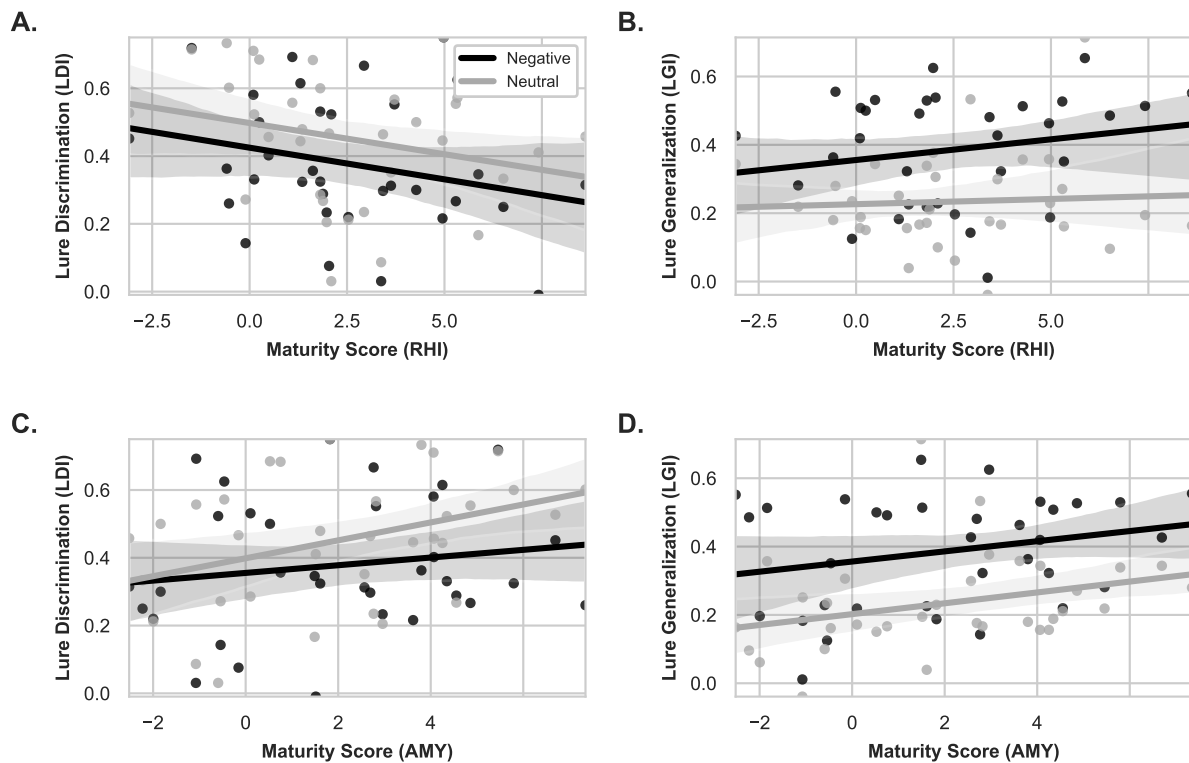 A.
B.
Lure Discrimination (LDI)
0.6
0.4
0.2
0.0
Negative
Neutral
−2.5 0.0 2.5 5.0
Maturity Score (RHI)
Lure Generalization (LGI)
0.6
0.4
0.2
0.0
−2.5 0.0 2.5 5.0
Maturity Score (RHI)
C.
D.
Lure Discrimination (LDI)
0.6
0.4
0.2
0.0
−2 0 2 4
Maturity Score (AMY)
Lure Generalization (LGI)
0.6
0.4
0.2
0.0
−2 0 2 4
Maturity Score (AMY)